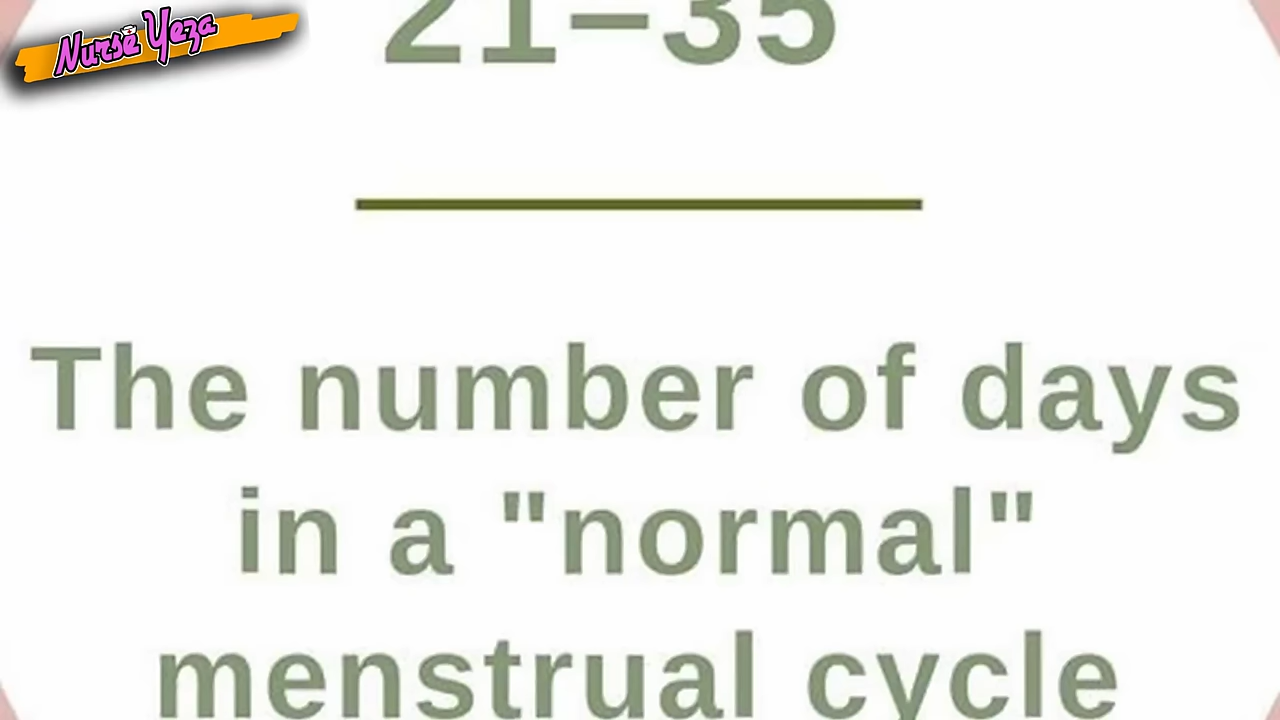 Nurse Yeza
21–35
The number of days
in a "normal"
menstrual cycle